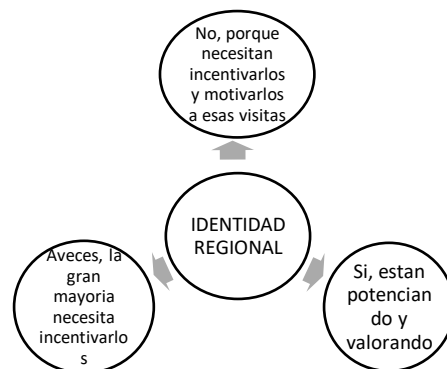 No, porque
necesitan
incentivarlos
y motivarlos
a esas visitas
IDENTIDAD
REGIONAL
Aveces, la
gran
mayoria
necesita
incentivarlo
s
Si, estan
potencian
do y
valorando